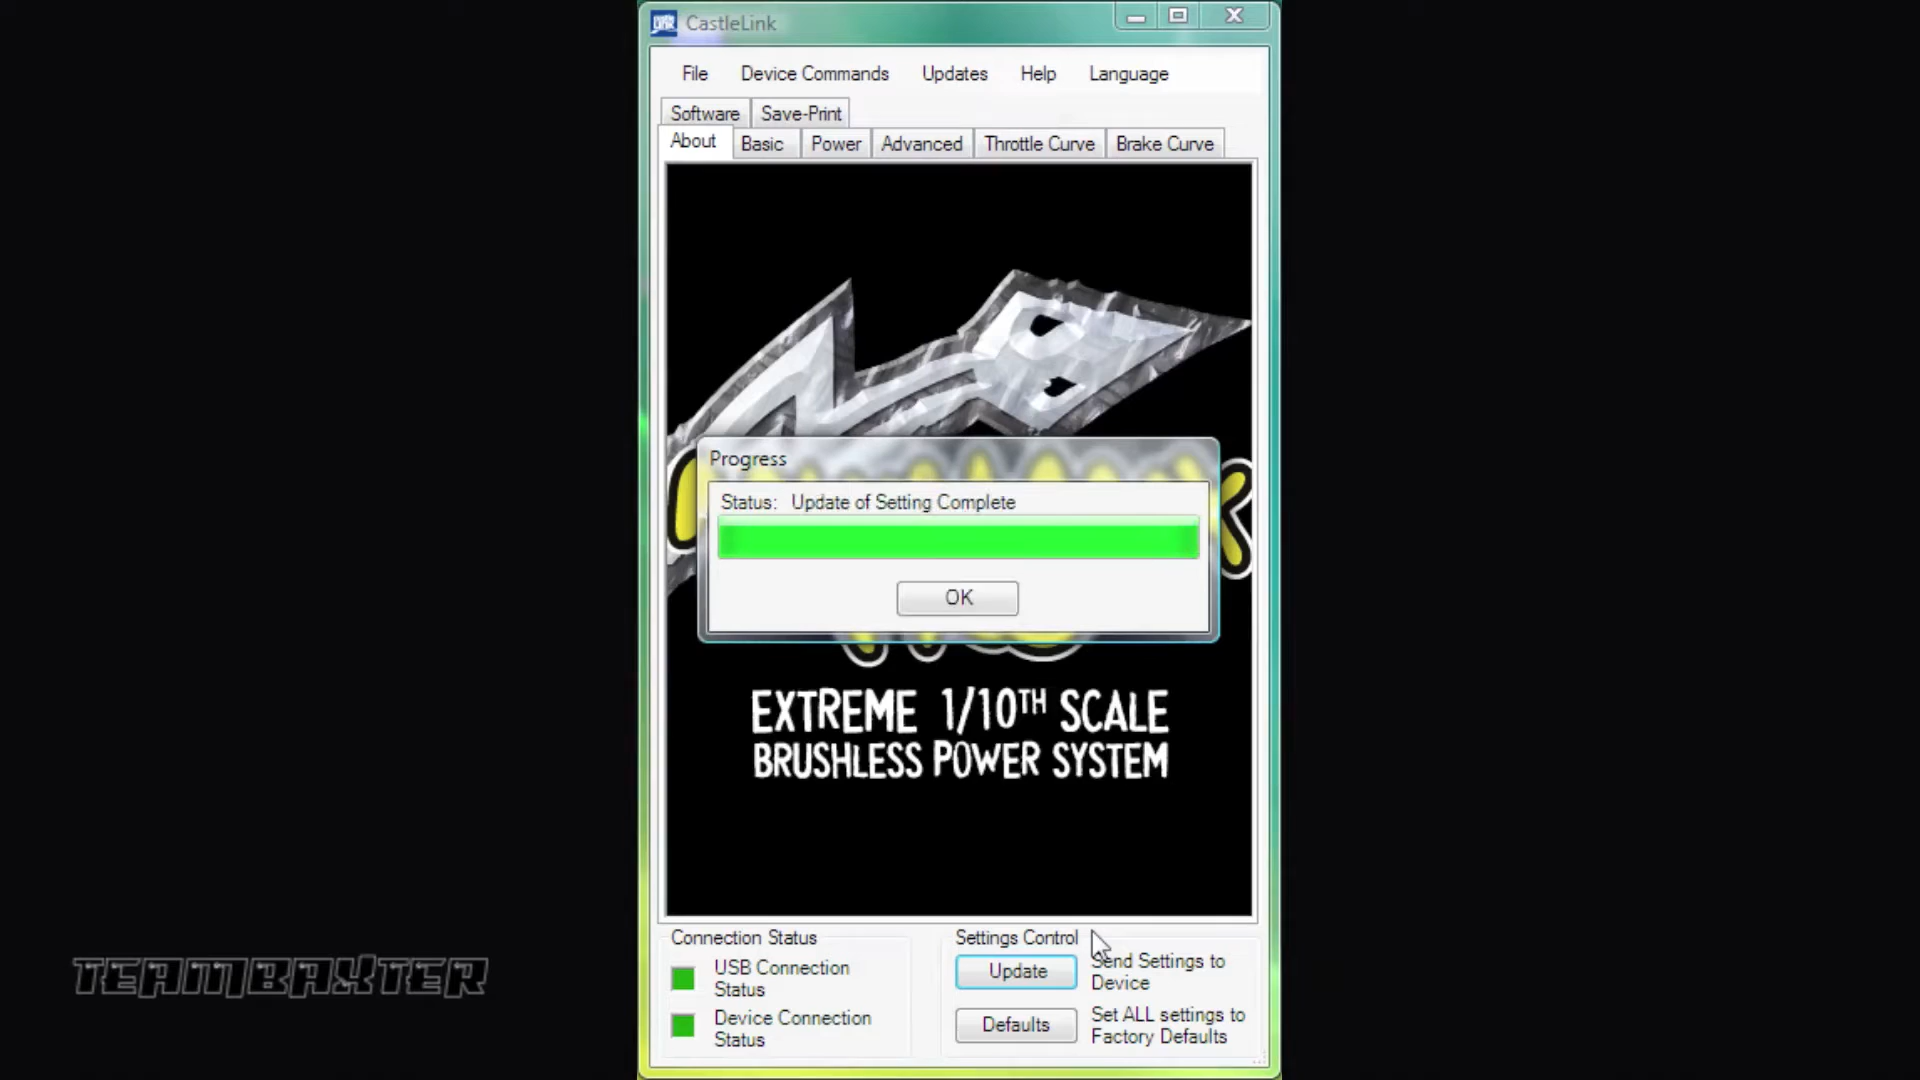 CastleLink
File Device Commands Updates Help Language
Software Save-Print
About Basic Power Advanced Throttle Curve Brake Curve
Progress
Status: Update of Setting Complete
OK
EXTREME 1/10TH SCALE
BRUSHLESS POWER SYSTEM
Connection Status
USB Connection
Status
Device Connection
Status
Settings Control
Update
Send Settings to
Device
Defaults
Set ALL settings to
Factory Defaults
TEAMBAXTER